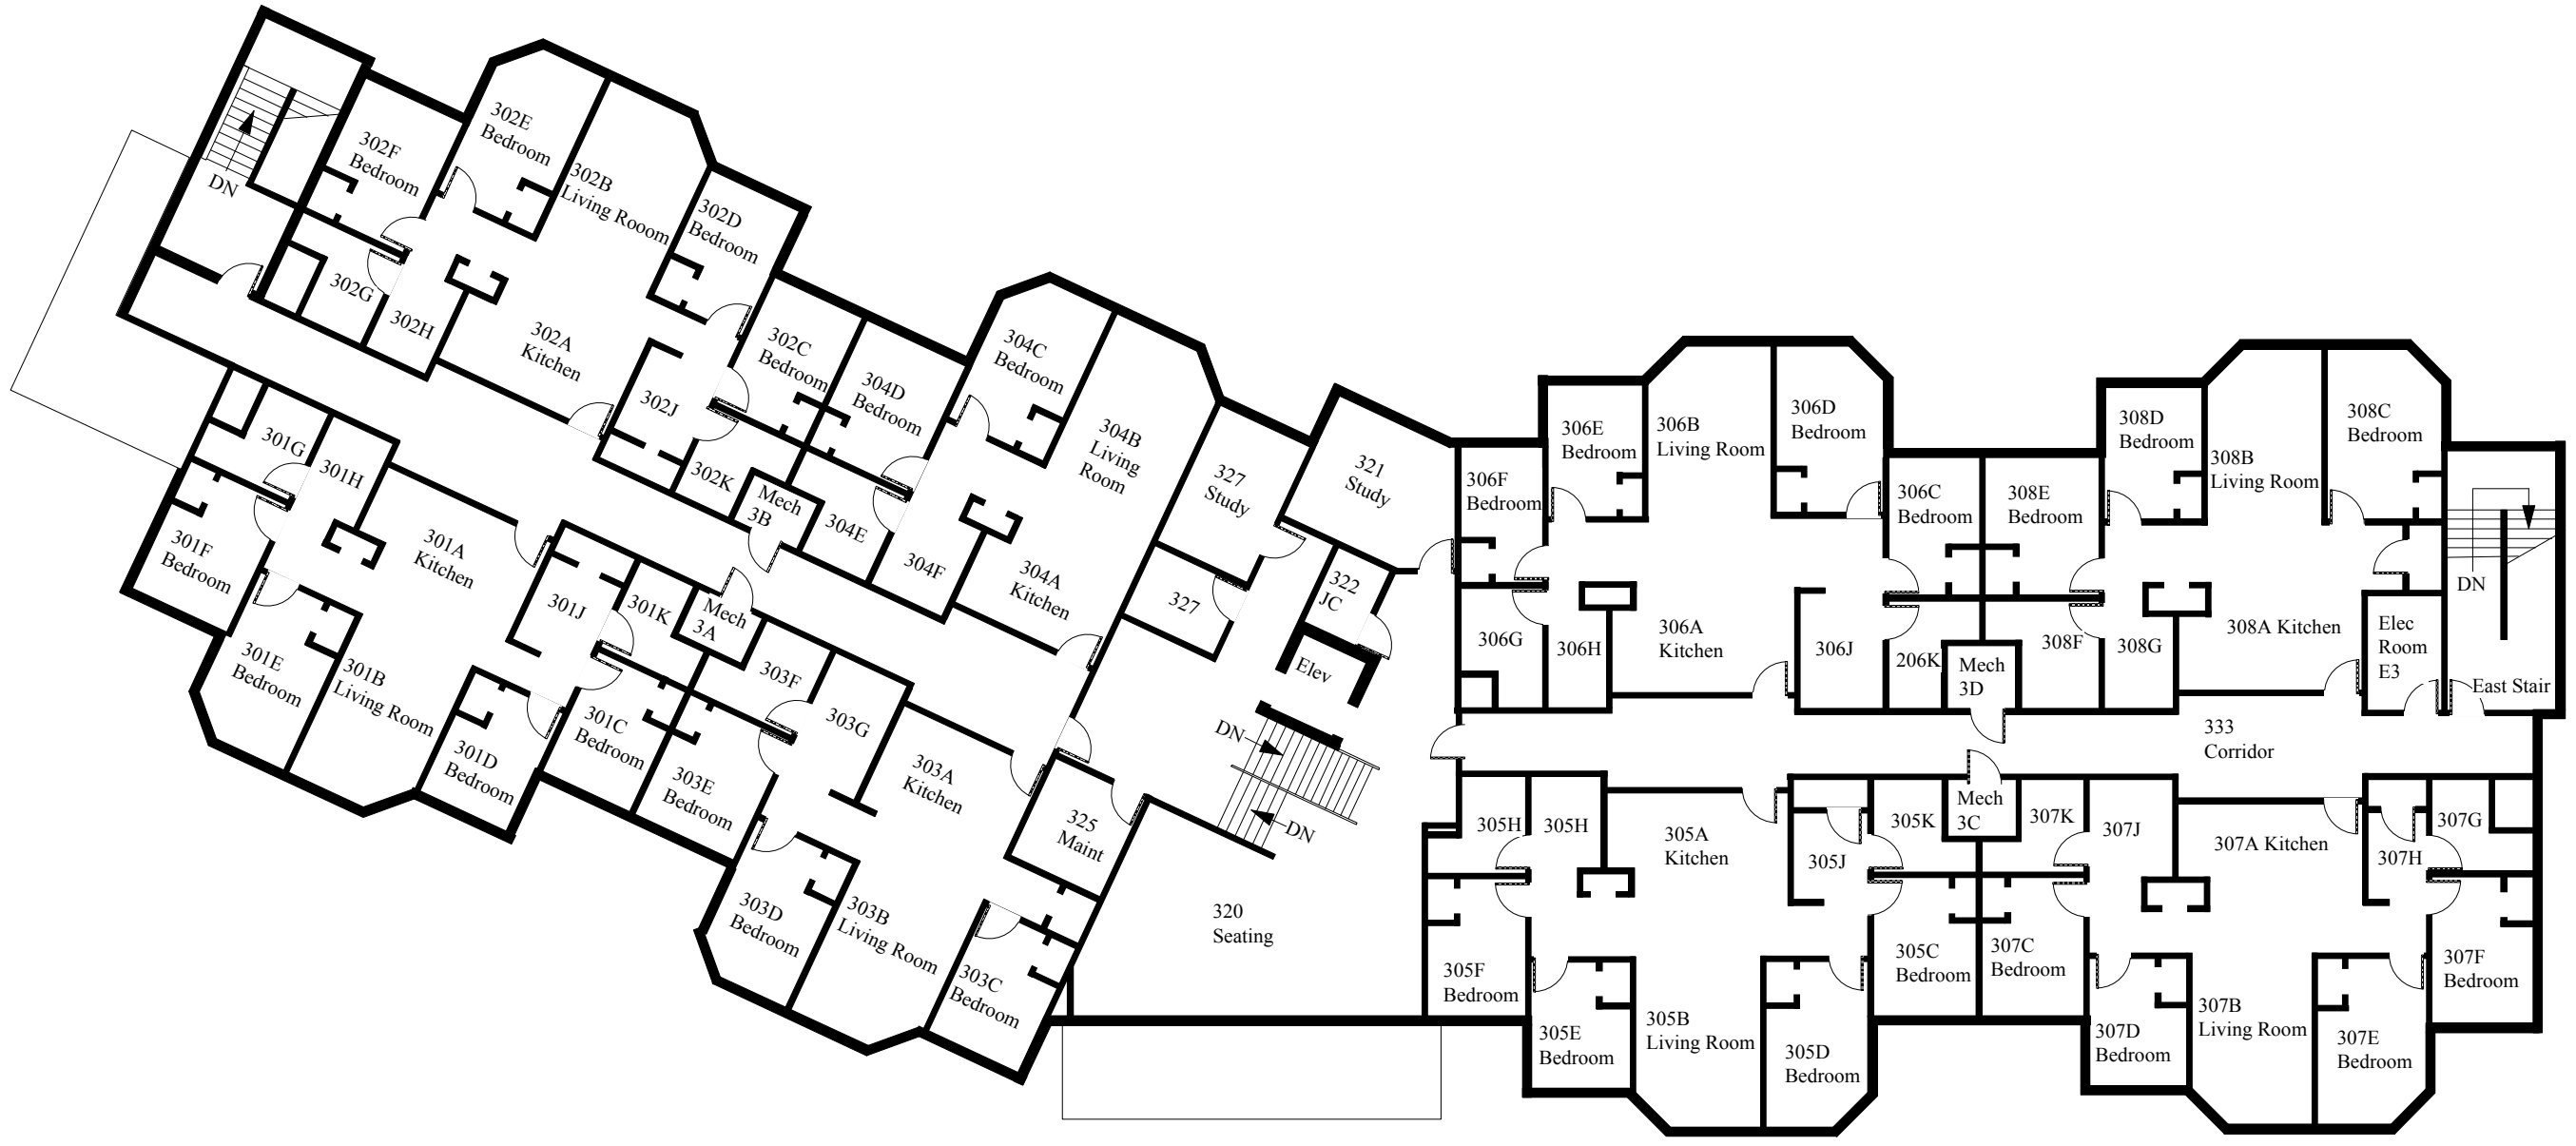 302E
Bedroom
302F
Bedroom
302B
Living Rooom
DN
302D
Bedroom
302G
302H
302A
Kitchen
302C
Bedroom
302J
302K
304C
Bedroom
304D
Bedroom
304B
Living
Room
Mech
3B
304E
304F
304A
Kitchen
327
Study
321
Study
322
JC
327
Elev
DN
DN
301G
301H
301F
Bedroom
301A
Kitchen
301E
Bedroom
301B
Living Room
301J
301K
Mech
3A
301D
Bedroom
301C
Bedroom
303F
303G
303E
Bedroom
303A
Kitchen
303D
Bedroom
303B
Living Room
303C
Bedroom
325
Maint
320
Seating
306F
Bedroom
306E
Bedroom
306B
Living Room
306D
Bedroom
306C
Bedroom
306G
306H
306A
Kitchen
306J
206K
Mech
3D
308E
Bedroom
308D
Bedroom
308B
Living Room
308C
Bedroom
308F
308G
308A Kitchen
Elec
Room
E3
DN
East Stair
333
Corridor
305H
305H
305A
Kitchen
305J
305K
Mech
3C
307K
307J
307A Kitchen
307H
307G
305F
Bedroom
305E
Bedroom
305B
Living Room
305D
Bedroom
305C
Bedroom
307C
Bedroom
307D
Bedroom
307B
Living Room
307E
Bedroom
307F
Bedroom